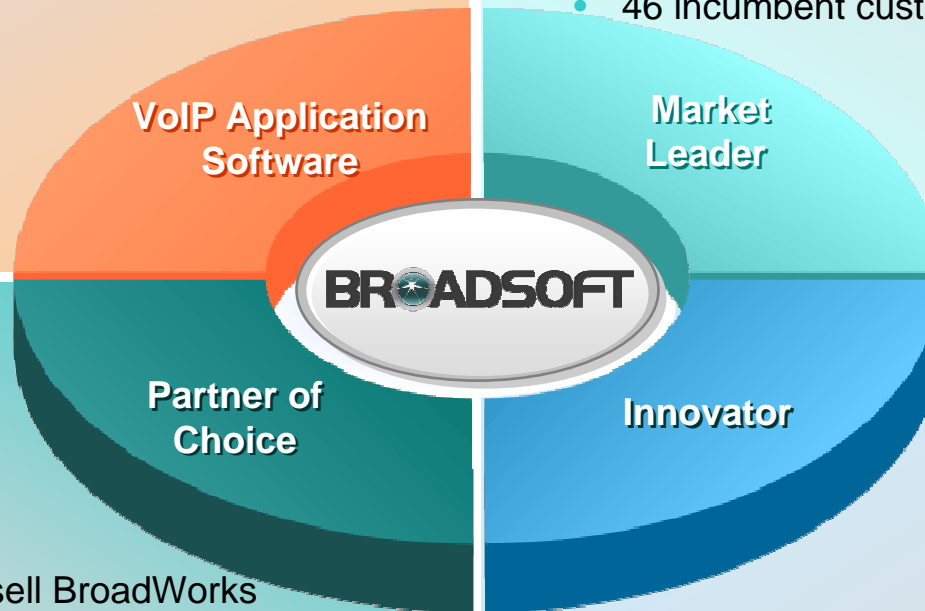 46 incumbent cust
VoIP Application
Software
Market
Leader
BROADSOFT
Partner of
Choice
Innovator
sell BroadWorks